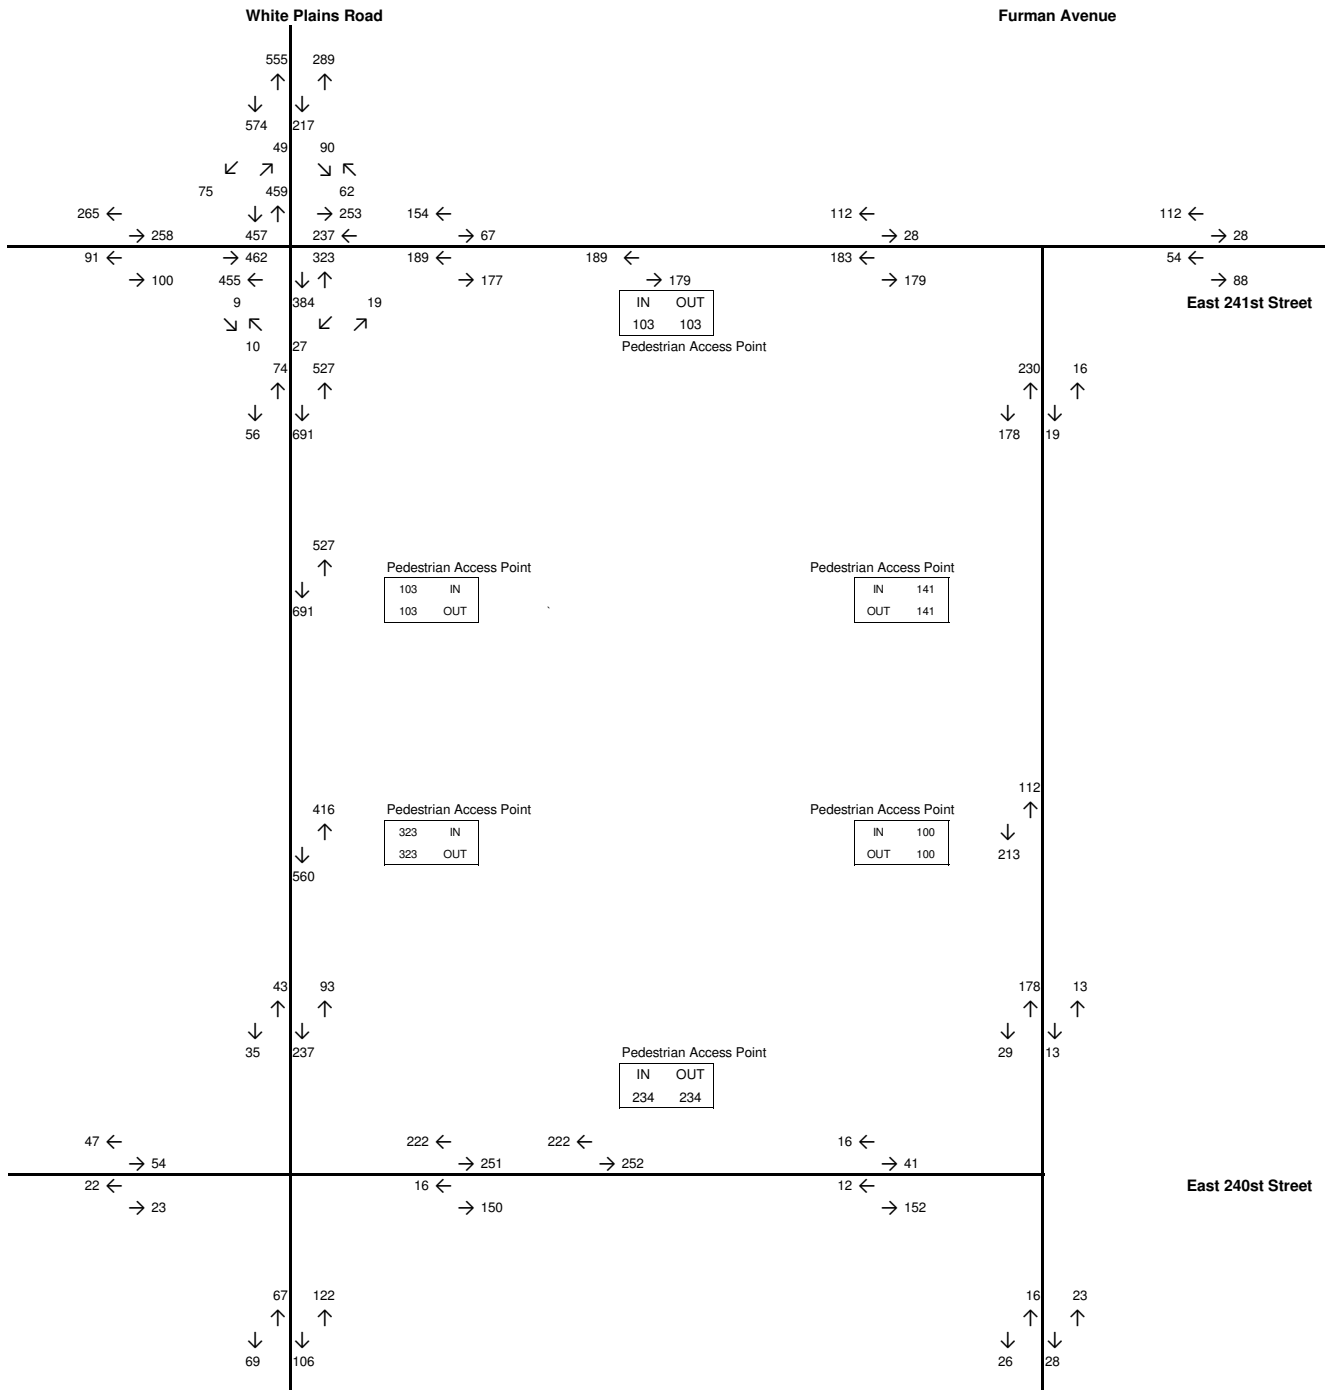 White Plains Road Furman Avenue
555 289
574 217
49 90
75 459 62
265 253 154 112 112
258 457 237 67 28 28
91 462 323 189 189 183 54
100 455 177 179 179 88
9 384 19 IN OUT East 241st Street
103 103
10 27 Pedestrian Access Point
74 527 230 16
56 691 178 19
527
Pedestrian Access Point Pedestrian Access Point
103 IN IN 141
691 103 OUT ` OUT 141
112
416 Pedestrian Access Point Pedestrian Access Point
323 IN IN 100
323 OUT OUT 100 213
560
43 93 178 13
35 237 Pedestrian Access Point 29 13
IN OUT
234 234
47 222 222 16
54 251 252 41
22 16 12 East 240st Street
23 150 152
67 122 16 23
69 106 26 28